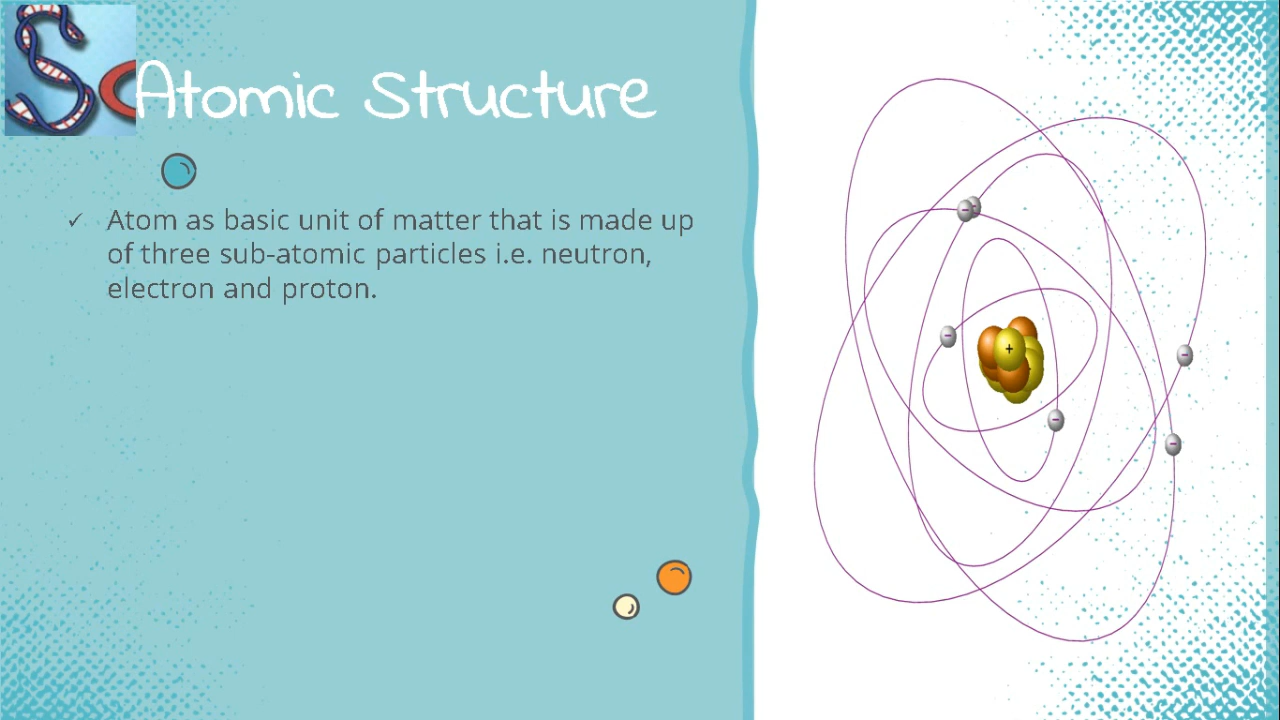 Sc
Atomic Structure
✓ Atom as basic unit of matter that is made up
of three sub-atomic particles i.e. neutron,
electron and proton.
-
-
+
-
-
-